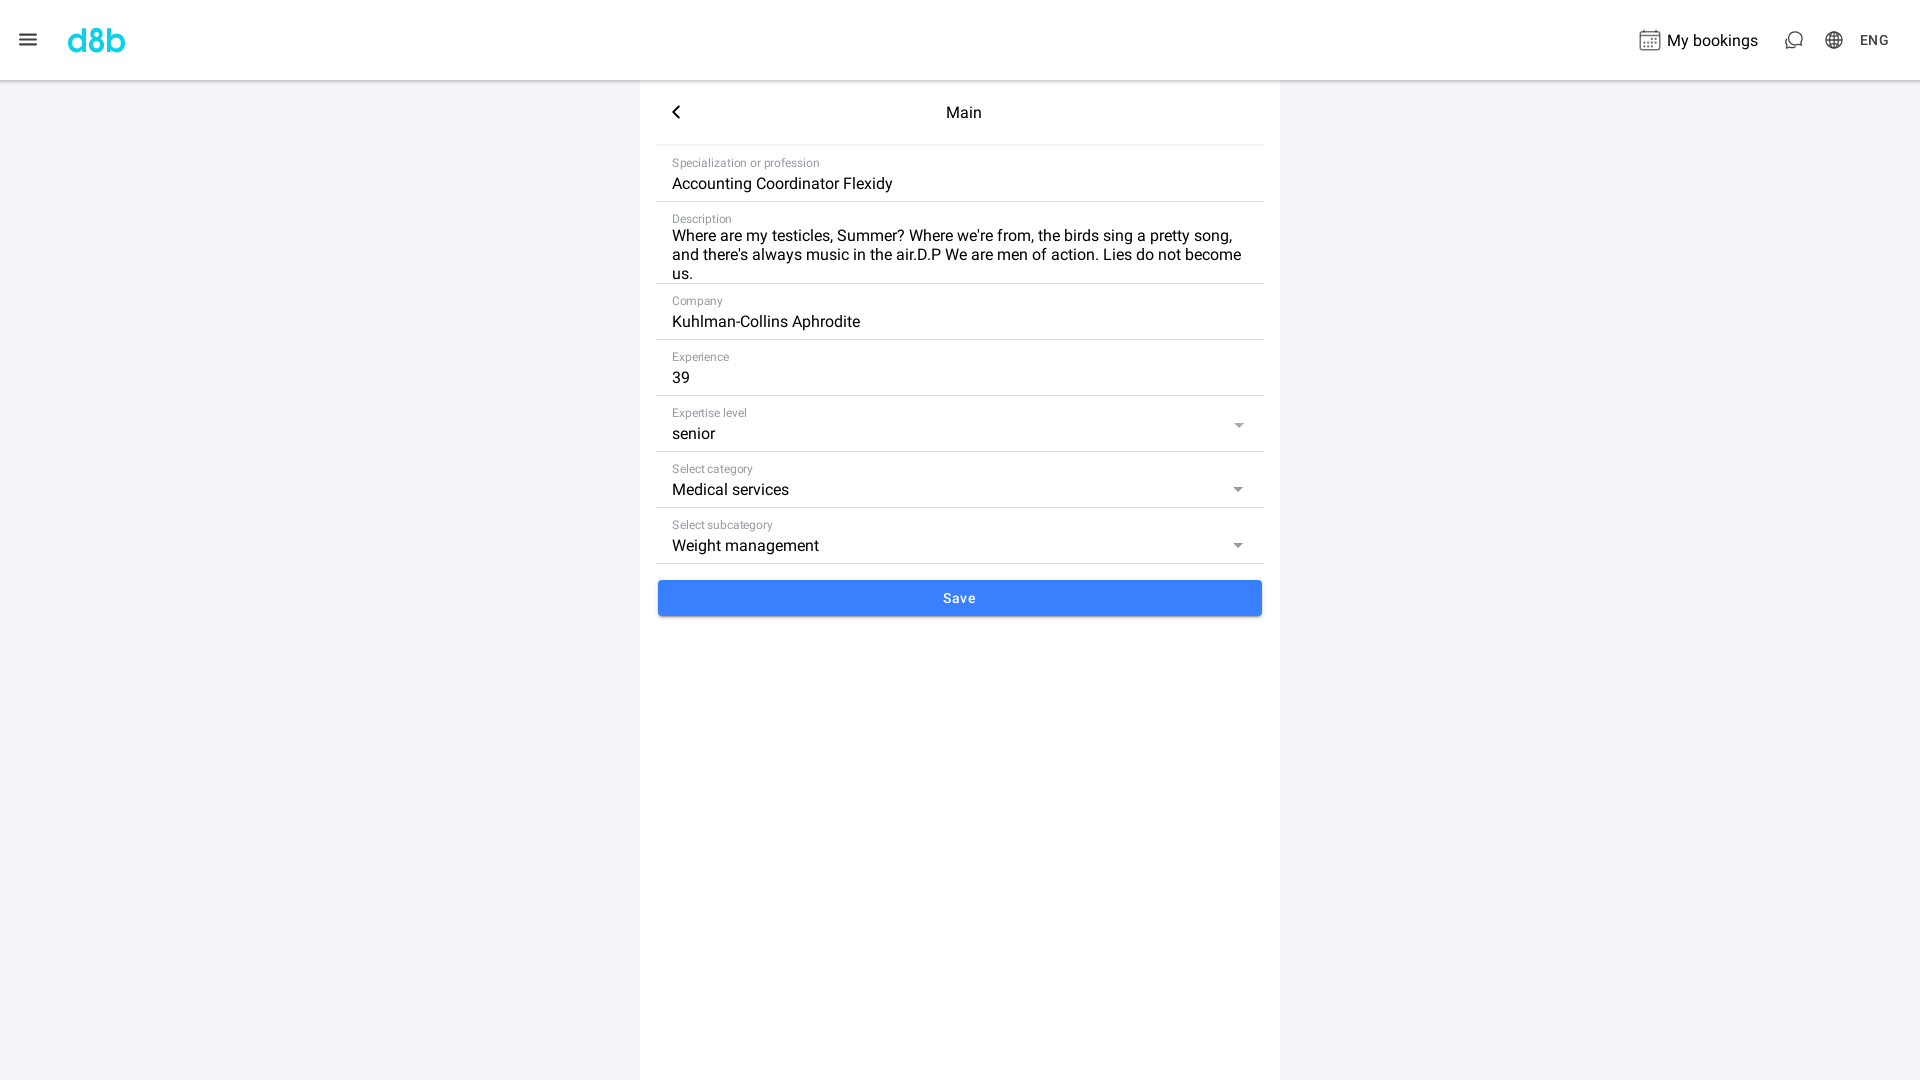 d8b
My bookings
ENG
Main
Specialization or profession
Accounting Coordinator Flexidy
Description
Where are my testicles, Summer? Where we're from, the birds sing a pretty song,
and there's always music in the air.D.P We are men of action. Lies do not become
us.
Company
Kuhlman-Collins Aphrodite
Experience
39
Expertise level
senior
Select category
Medical services
Select subcategory
Weight management
Save